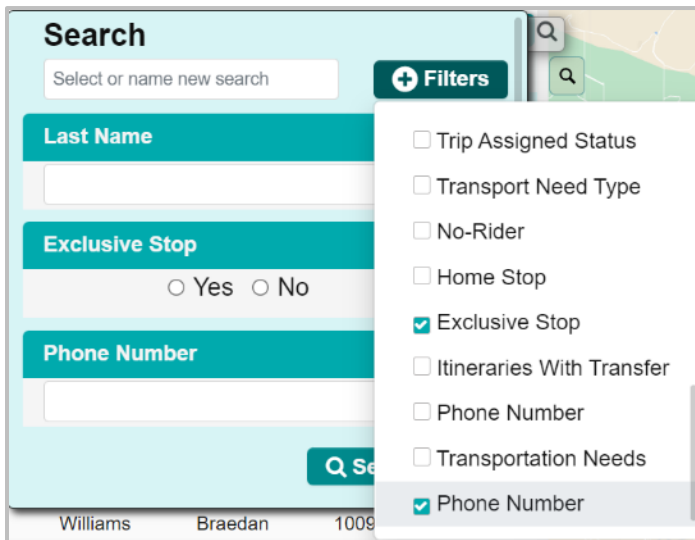 Search
Select or name new search
Filters
Last Name
Exclusive Stop
Yes No
Phone Number
Trip Assigned Status
Transport Need Type
No-Rider
Home Stop
Exclusive Stop
Itineraries With Transfer
Phone Number
Transportation Needs
Phone Number
Se
Williams Braedan 1009